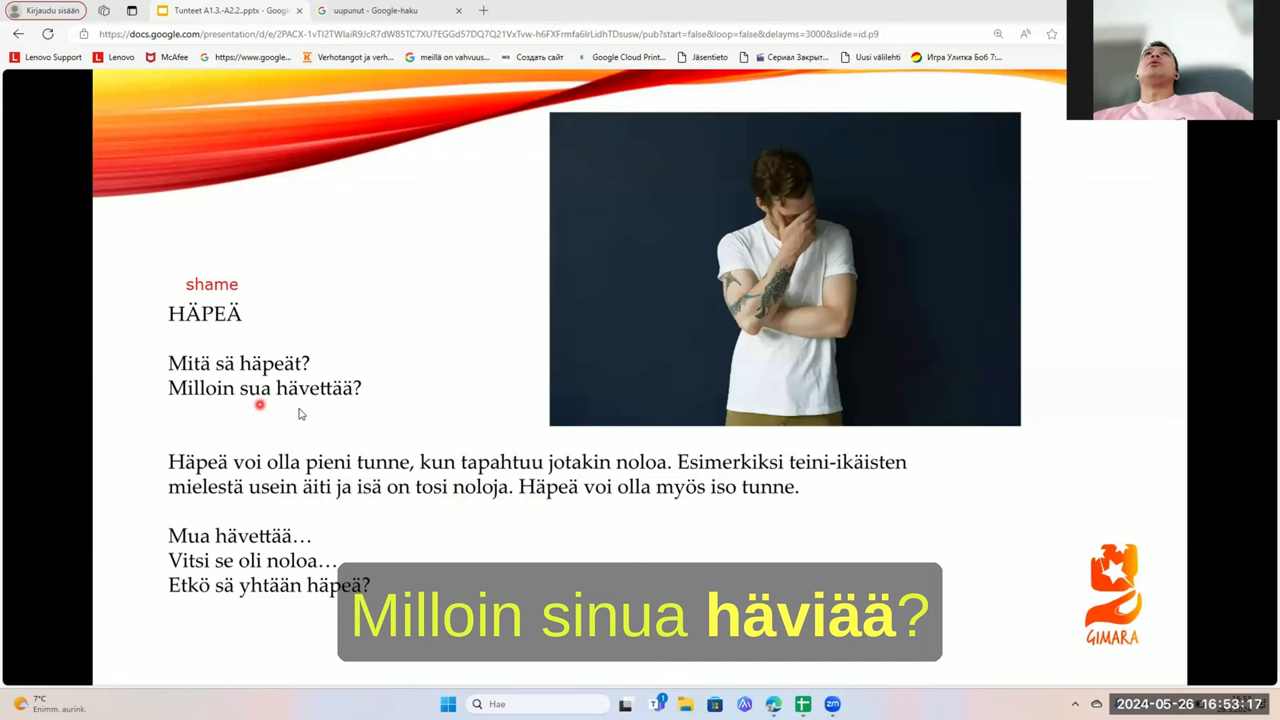 Kirjaudu sisään
Tunteet A1.3.-A2.2..pptx - Googl
uupunut - Google-haku
https://docs.google.com/presentation/d/e/2PACX-1vTI2TWlaiR9JcR7dW85TC7XU7EGGd57DQ7Q21VxTvw-h6FXFrmfa6lrLidhTDsusw/pub?start=false&loop=false&delayms=3000&slide=id.p9
Lenovo Support
Lenovo
McAfee
https://www.google...
Verhotangot ja verh...
meillä on vahvuus...
Создать сайт
Google Cloud Print...
Jäsentieto
Сериал Закрыт...
Uusi välilehti
Игра Улитка Боб 7:...
shame
HÄPEÄ
Mitä sä häpeät?
Milloin sua hävettää?
Häpeä voi olla pieni tunne, kun tapahtuu jotakin noloa. Esimerkiksi teini-ikäisten
mielestä usein äiti ja isä on tosi noloja. Häpeä voi olla myös iso tunne.
Mua hävettää…
Vitsi se oli noloa…
Etkö sä yhtään häpeä?
Milloin sinua häviää?
GIMARA
7°C
Enimm. aurink.
Hae
2024-05-26 16:53:17